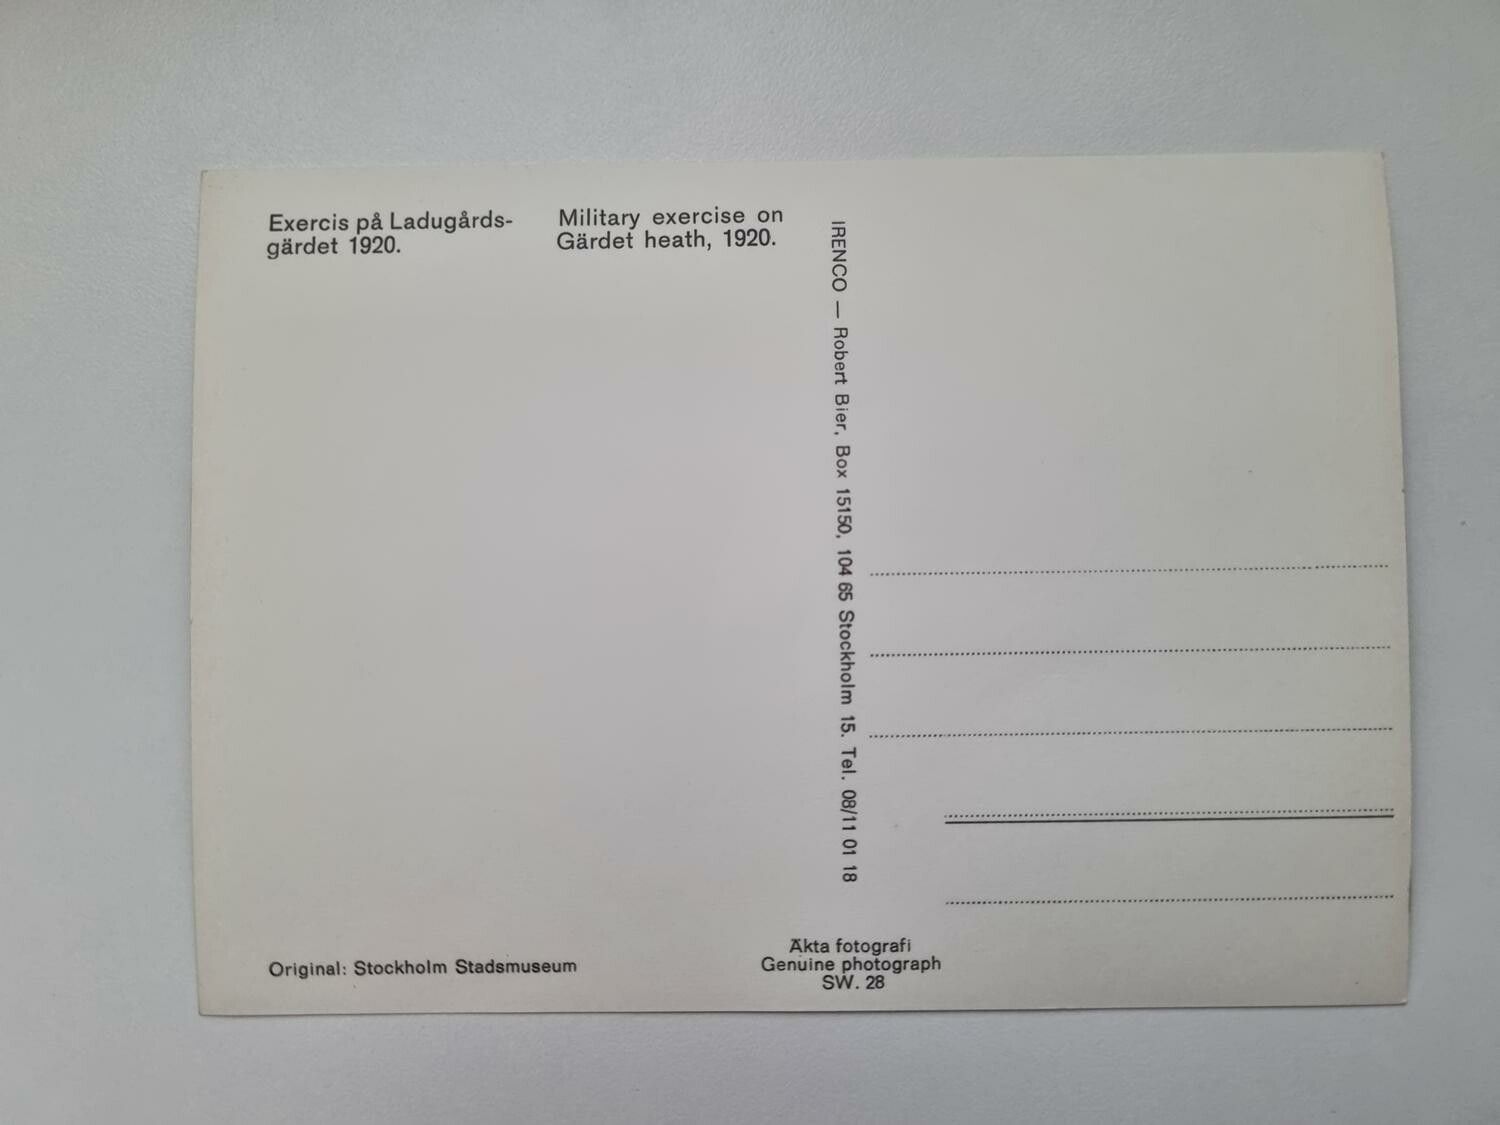 Exercis på Ladugårds-
gärdet 1920.
Military exercise on
Gärdet heath, 1920.
IRENCO — Robert Bier, Box 15150, 104 65 Stockholm 15. Tel. 08/11 01 18
Original: Stockholm Stadsmuseum
Äkta fotografi
Genuine photograph
SW. 28